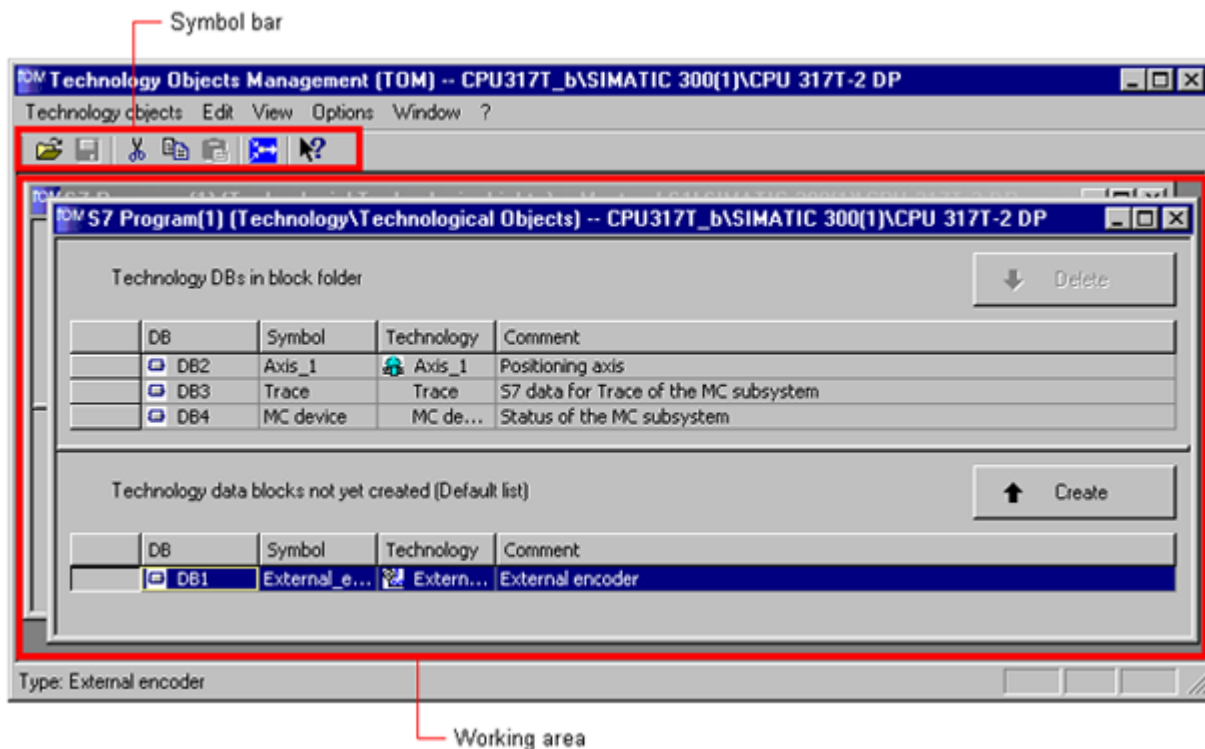 Symbol bar
TOM Technology Objects Management (TOM) -- CPU317T_b\SIMATIC 300(1)\CPU 317T-2 DP
Technology objects Edit View Options Window ?
TOM S7 Program(1) (Technology\Technological Objects) -- CPU317T_b\SIMATIC 300(1)\CPU 317T-2 DP
Technology DBs in block folder
Delete
DB Symbol Technology Comment
DB2 Axis_1 Axis_1 Positioning axis
DB3 Trace Trace S7 data for Trace of the MC subsystem
DB4 MC device MC de... Status of the MC subsystem
Technology data blocks not yet created (Default list)
Create
DB Symbol Technology Comment
DB1 External_e... Extern... External encoder
Type: External encoder
Working area